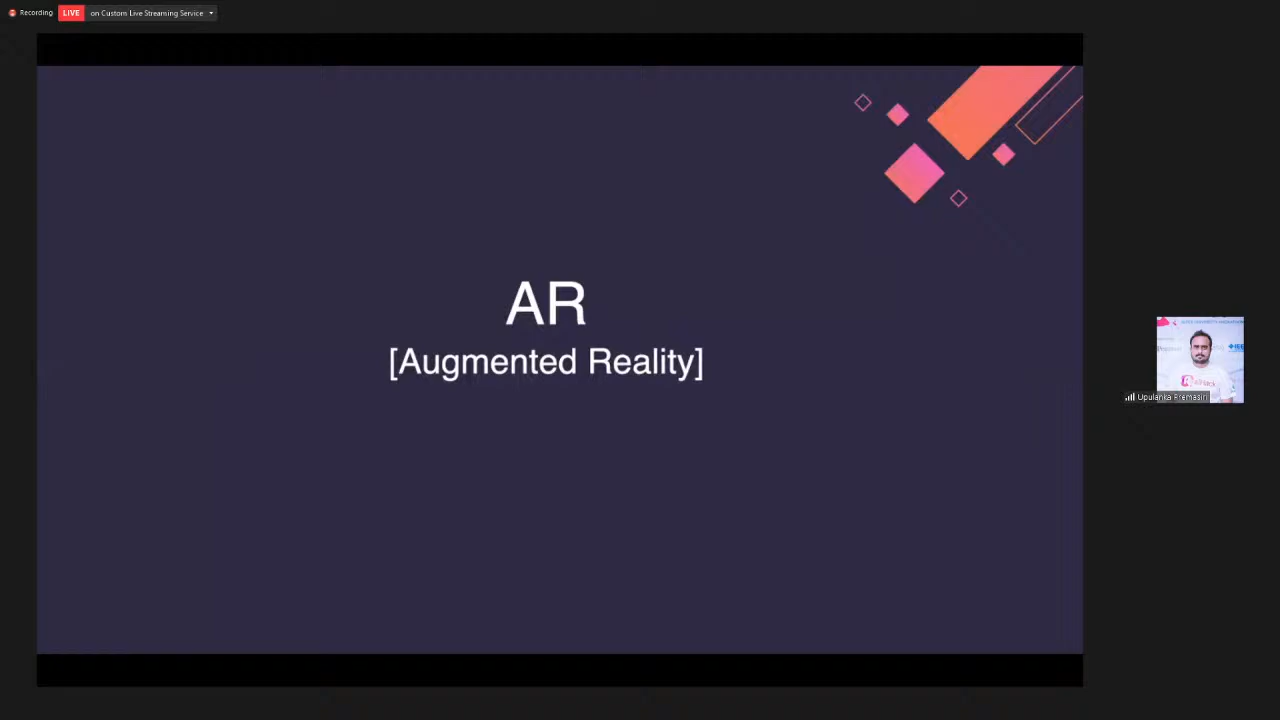 Recording
LIVE on Custom Live Streaming Service
AR
[Augmented Reality]
Upulanka Premasiri